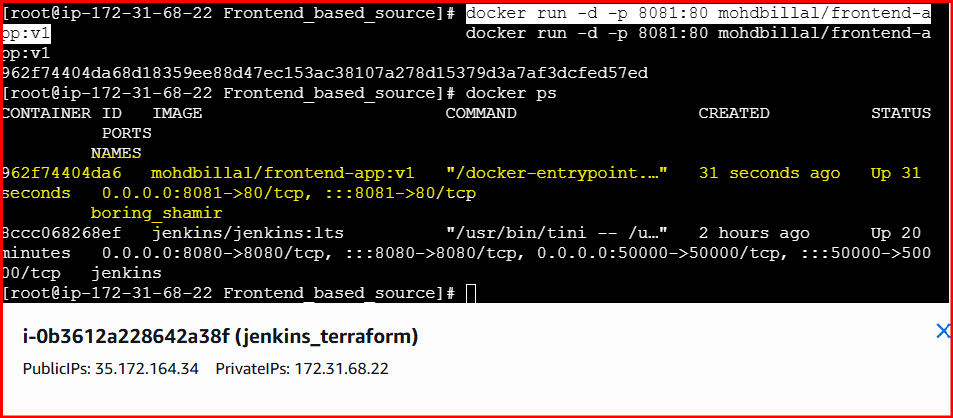 [root@ip-172-31-68-22 Frontend_based_source]# docker run -d -p 8081:80 mohdbillal/frontend-a
pp:v1 docker run -d -p 8081:80 mohdbillal/frontend-a
pp:v1
962f74404da68d18359ee88d47ec153ac38107a278d15379d3a7af3dcfed57ed
[root@ip-172-31-68-22 Frontend_based_source]# docker ps
CONTAINER ID IMAGE COMMAND CREATED STATUS
PORTS
NAMES
962f74404da6 mohdbillal/frontend-app:v1 "/docker-entrypoint.…" 31 seconds ago Up 31
seconds 0.0.0.0:8081->80/tcp, :::8081->80/tcp
boring_shamir
8ccc068268ef jenkins/jenkins:lts "/usr/bin/tini -- /u…" 2 hours ago Up 20
minutes 0.0.0.0:8080->8080/tcp, :::8080->8080/tcp, 0.0.0.0:50000->50000/tcp, :::50000->500
00/tcp jenkins
[root@ip-172-31-68-22 Frontend_based_source]#
i-0b3612a228642a38f (jenkins_terraform)
PublicIPs: 35.172.164.34 PrivateIPs: 172.31.68.22